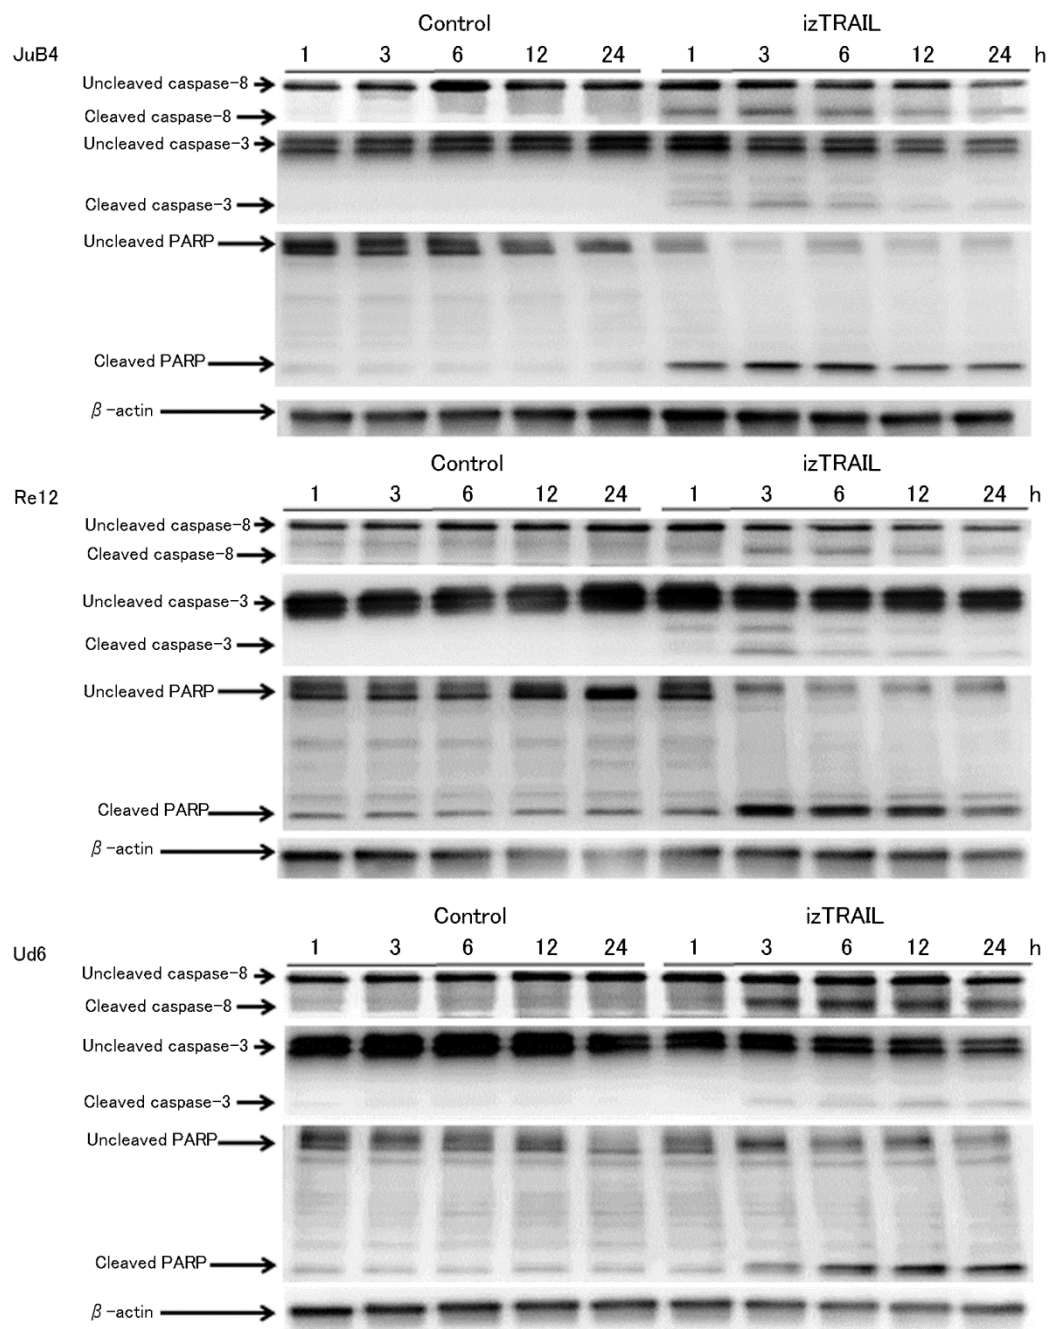 Control izTRAIL
JuB4 1 3 6 12 24 1 3 6 12 24 h
Uncleaved caspase-8
Cleaved caspase-8
Uncleaved caspase-3
Cleaved caspase-3
Uncleaved PARP
Cleaved PARP
β-actin
Control izTRAIL
Re12 1 3 6 12 24 1 3 6 12 24 h
Uncleaved caspase-8
Cleaved caspase-8
Uncleaved caspase-3
Cleaved caspase-3
Uncleaved PARP
Cleaved PARP
β-actin
Control izTRAIL
Ud6 1 3 6 12 24 1 3 6 12 24 h
Uncleaved caspase-8
Cleaved caspase-8
Uncleaved caspase-3
Cleaved caspase-3
Uncleaved PARP
Cleaved PARP
β-actin